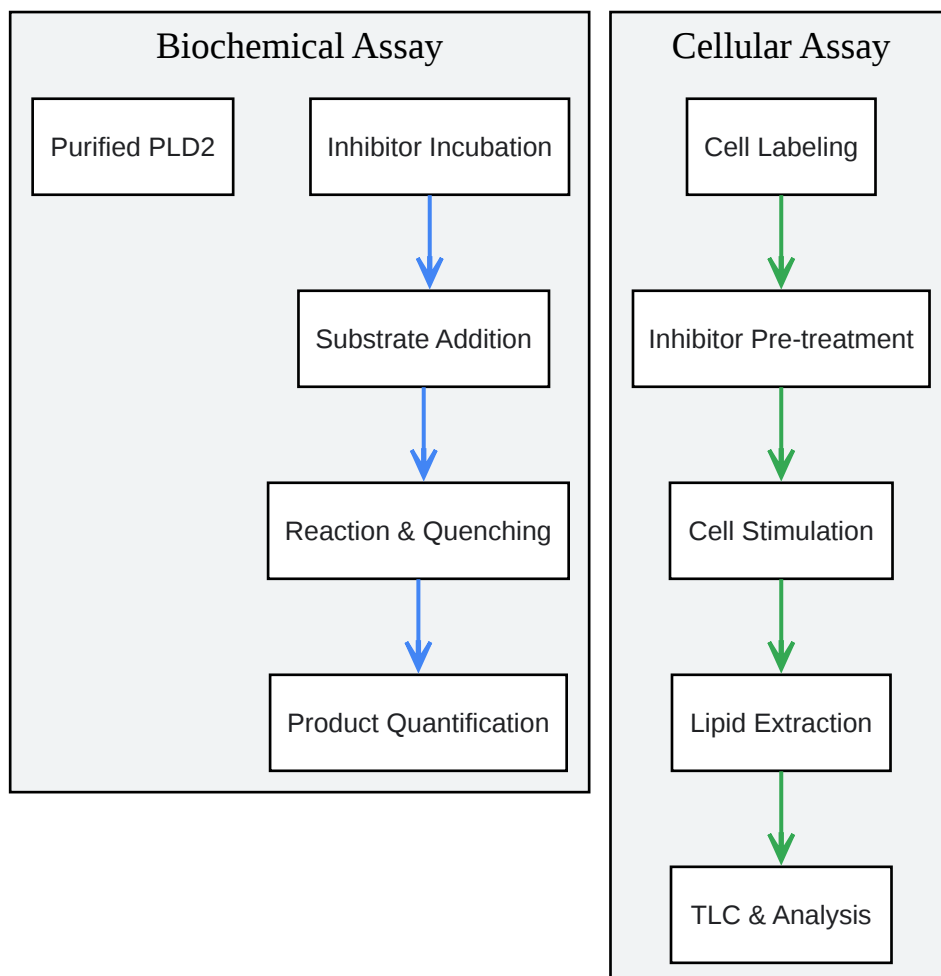 Biochemical Assay
Purified PLD2
Inhibitor Incubation
Substrate Addition
Reaction & Quenching
Product Quantification
Cellular Assay
Cell Labeling
Inhibitor Pre-treatment
Cell Stimulation
Lipid Extraction
TLC & Analysis